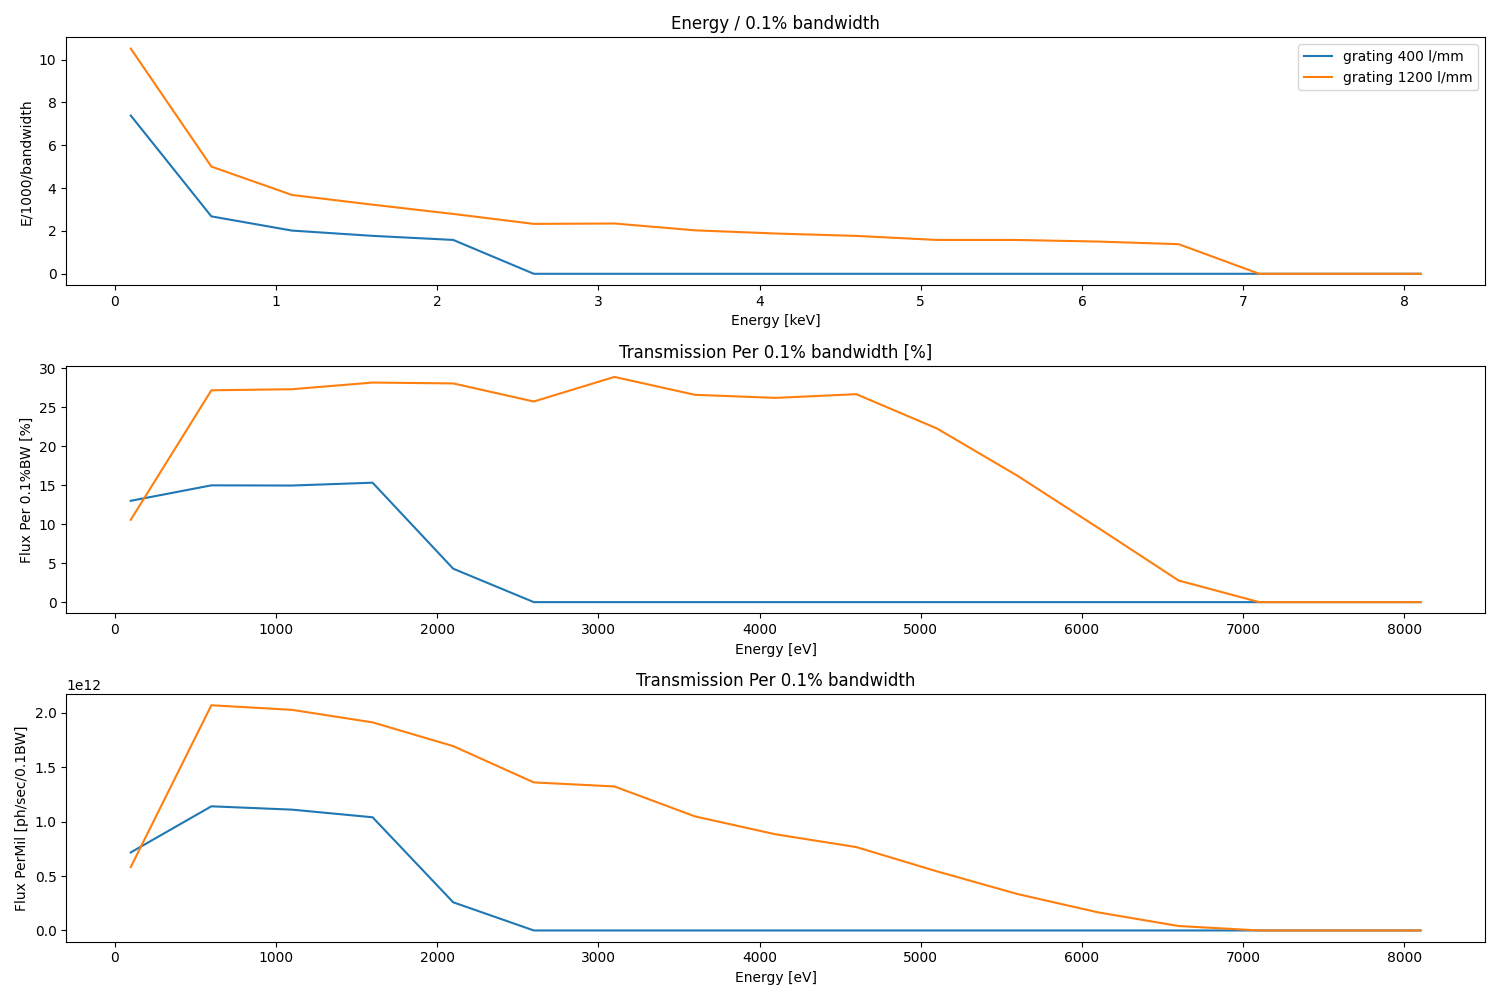 Energy / 0.1% bandwidth
E/1000/bandwidth
10
8
6
4
2
0
grating 400 l/mm
grating 1200 l/mm
0 1 2 3 4 5 6 7 8
Energy [keV]
Transmission Per 0.1% bandwidth [%]
Flux Per 0.1%BW [%]
30
25
20
15
10
5
0
0 1000 2000 3000 4000 5000 6000 7000 8000
Energy [eV]
Transmission Per 0.1% bandwidth
1e12
Flux PerMil [ph/sec/0.1BW]
2.0
1.5
1.0
0.5
0.0
0 1000 2000 3000 4000 5000 6000 7000 8000
Energy [eV]